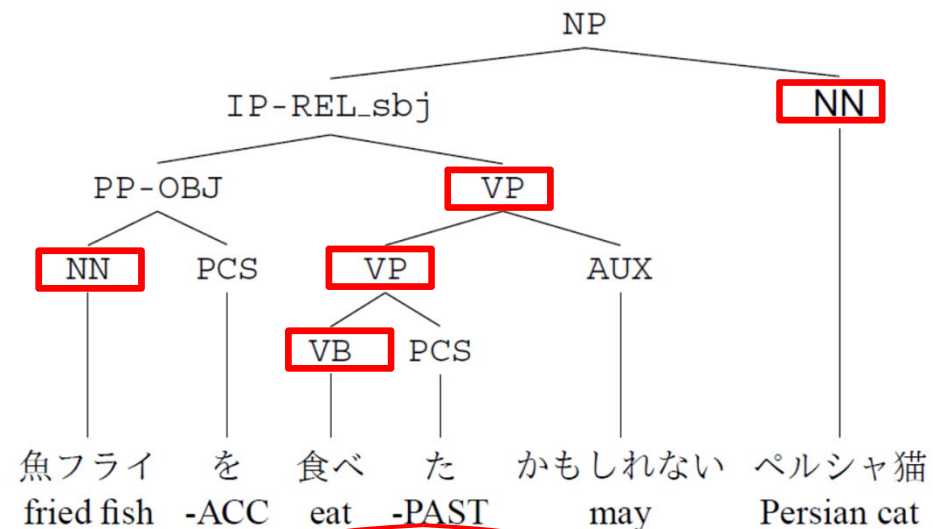 NP
IP-REL_sbj NN
PP-OBJ VP
NN PCS VP AUX
VB PCS
魚フライ を 食べ た かもしれない ペルシャ猫
fried fish -ACC eat -PAST may Persian cat